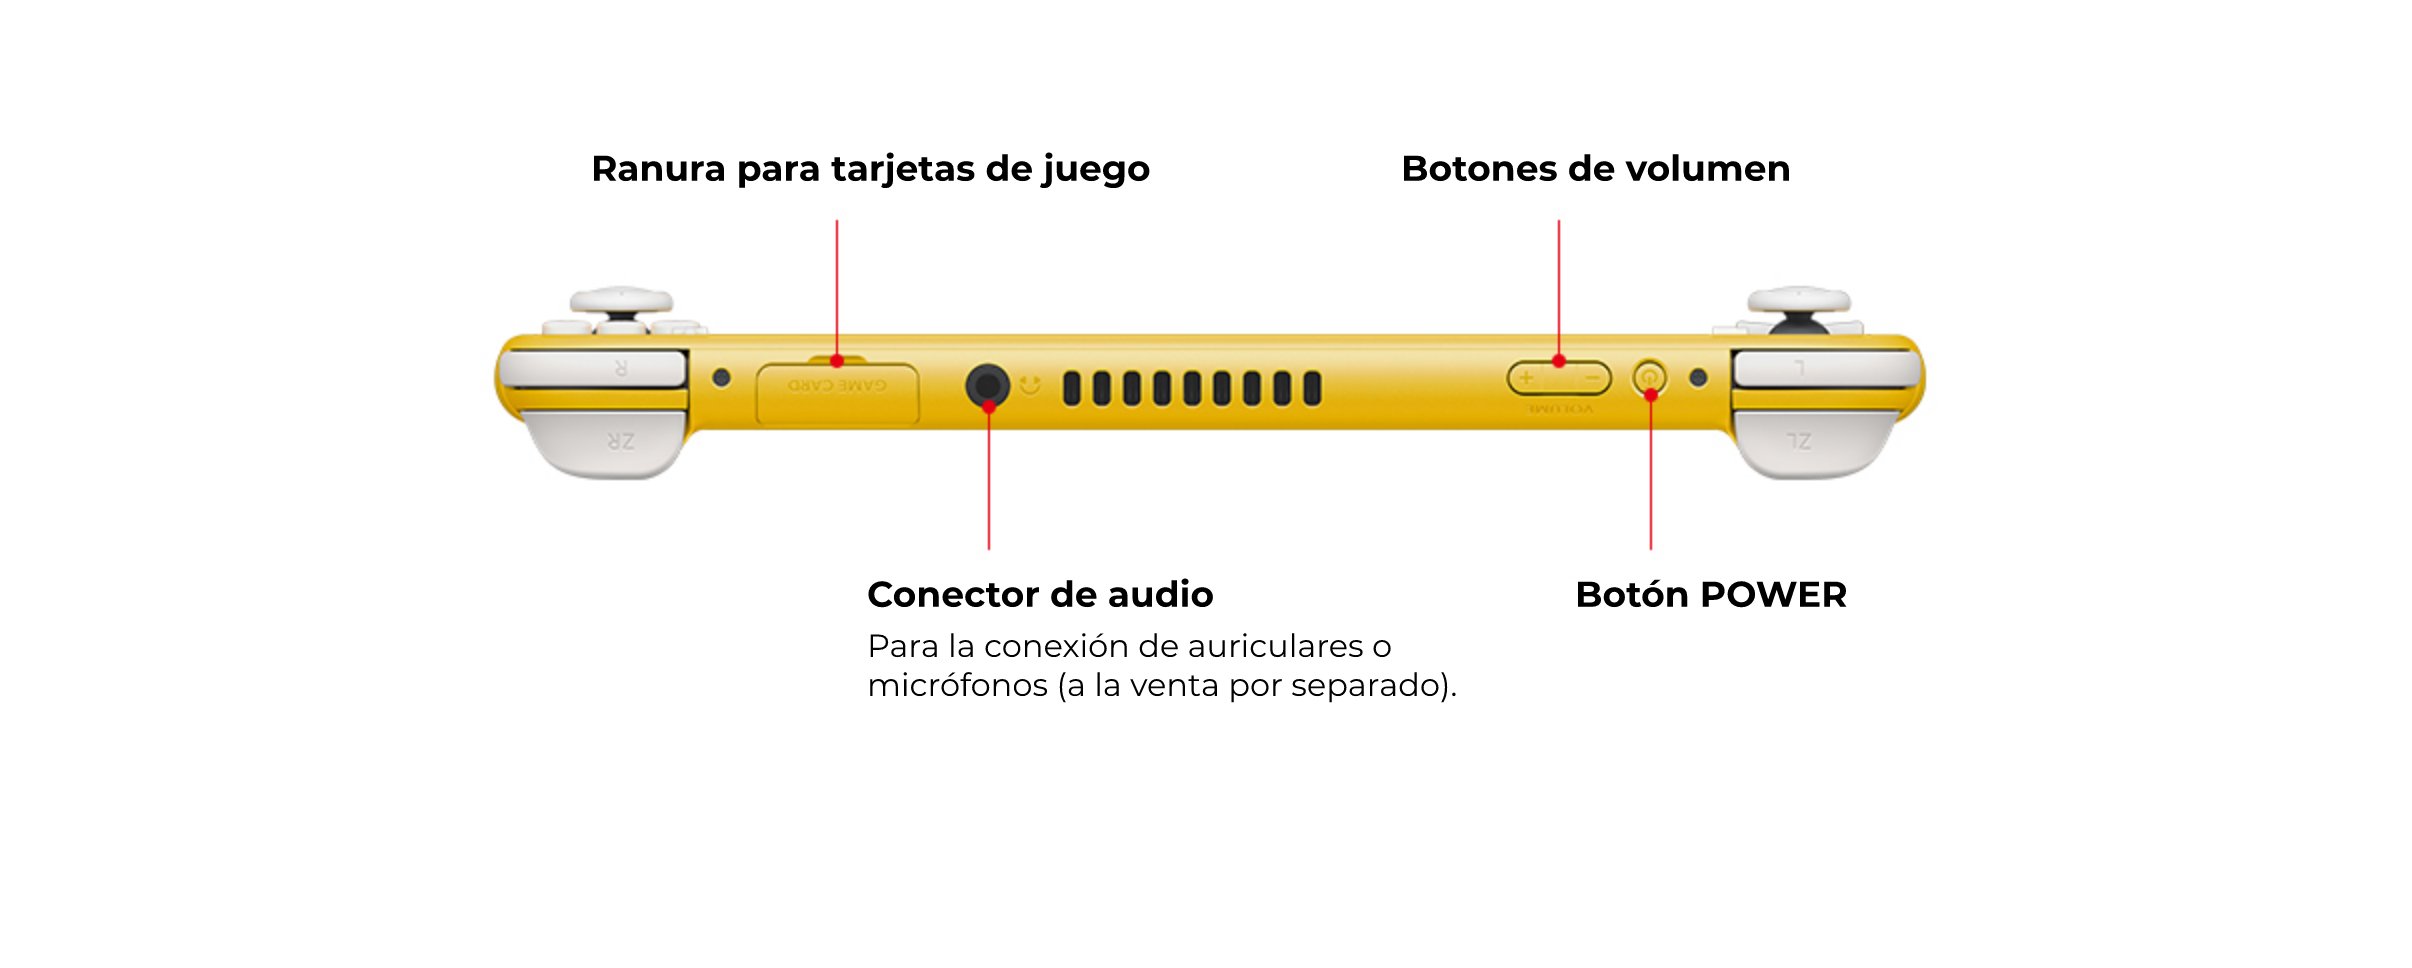 Ranura para tarjetas de juego
Botones de volumen
R
GAME CARD
+ −
VOLUME
L
ZR
ZL
Conector de audio
Para la conexión de auriculares o
micrófonos (a la venta por separado).
Botón POWER